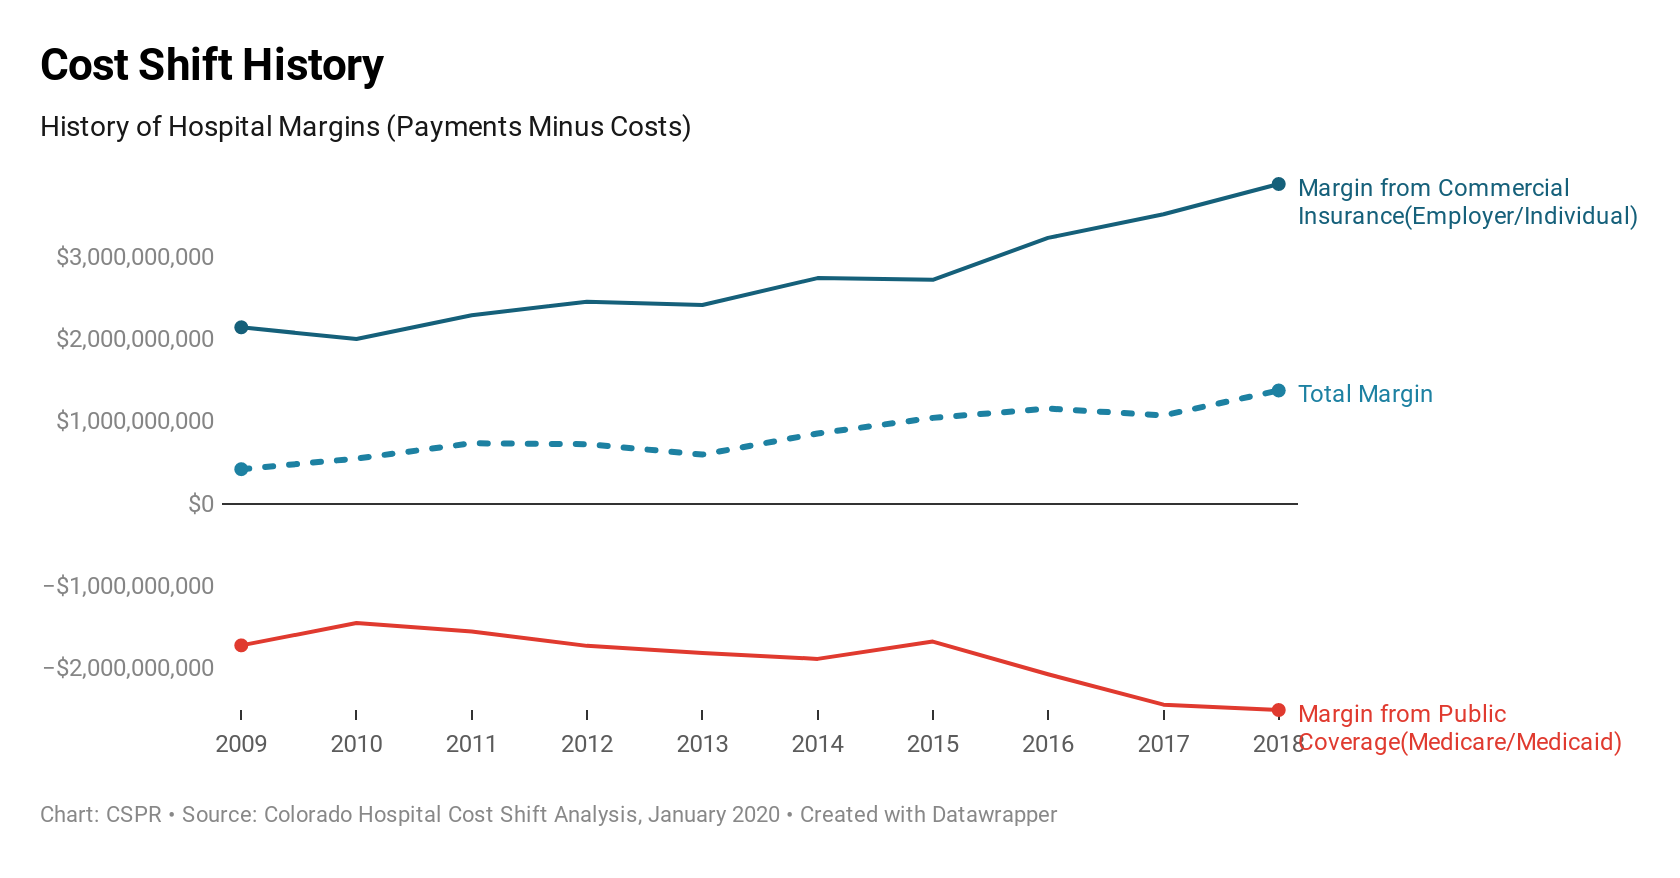 Cost Shift History
History of Hospital Margins (Payments Minus Costs)
Margin from Commercial
Insurance(Employer/Individual)
$3,000,000,000
$2,000,000,000
Total Margin
$1,000,000,000
$0
−$1,000,000,000
−$2,000,000,000
Margin from Public
Coverage(Medicare/Medicaid)
2009 2010 2011 2012 2013 2014 2015 2016 2017 2018
Chart: CSPR • Source: Colorado Hospital Cost Shift Analysis, January 2020 • Created with Datawrapper